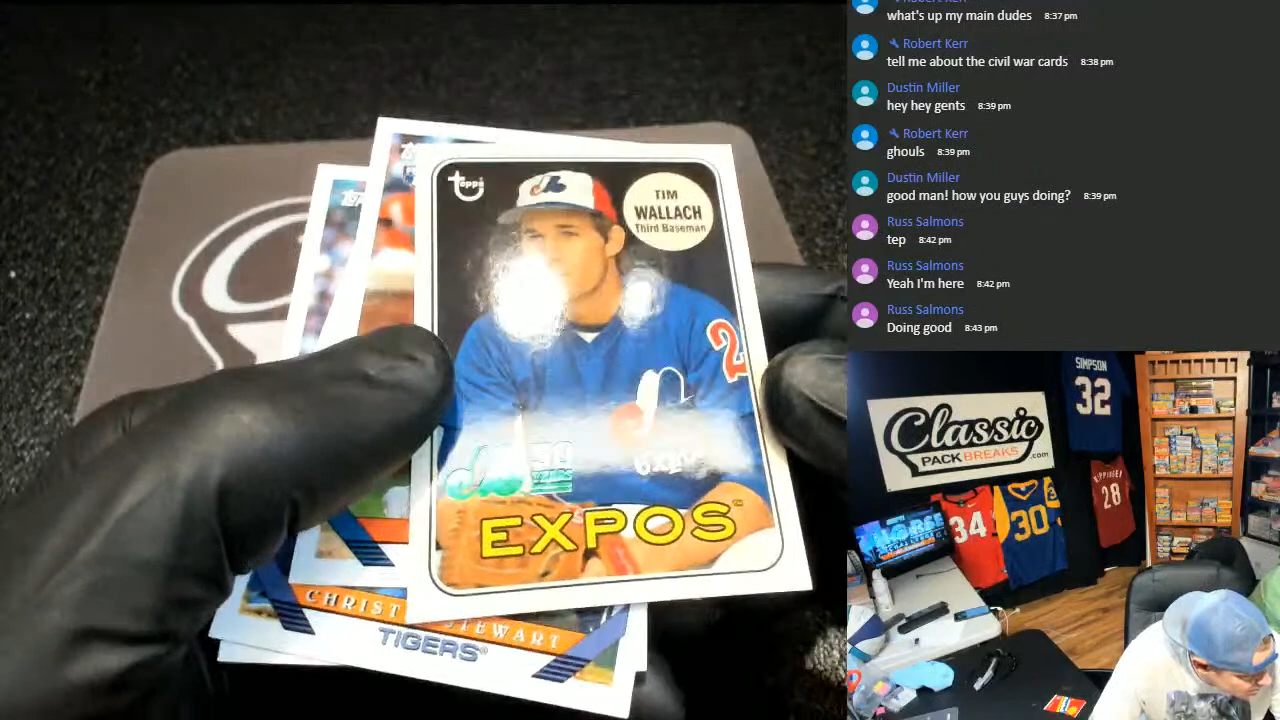 Topps
TIM
WALLACH
Third Baseman
2
EXPOS™
CHRIST STEWART
TIGERS®
what's up my main dudes 8:37 pm
Robert Kerr
tell me about the civil war cards 8:38 pm
Dustin Miller
hey hey gents 8:39 pm
Robert Kerr
ghouls 8:39 pm
Dustin Miller
good man! how you guys doing? 8:39 pm
Russ Salmons
tep 8:42 pm
Russ Salmons
Yeah I'm here 8:42 pm
Russ Salmons
Doing good 8:43 pm
SIMPSON
32
Classic
PACK BREAKS.com
34
30
28